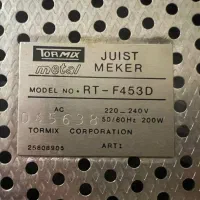 TORMIX JUIST
metal MEKER
MODEL NO• RT-F453D
AC 220-240V
50/60Hz 200W
TORMIX CORPORATION
25808905 ART1